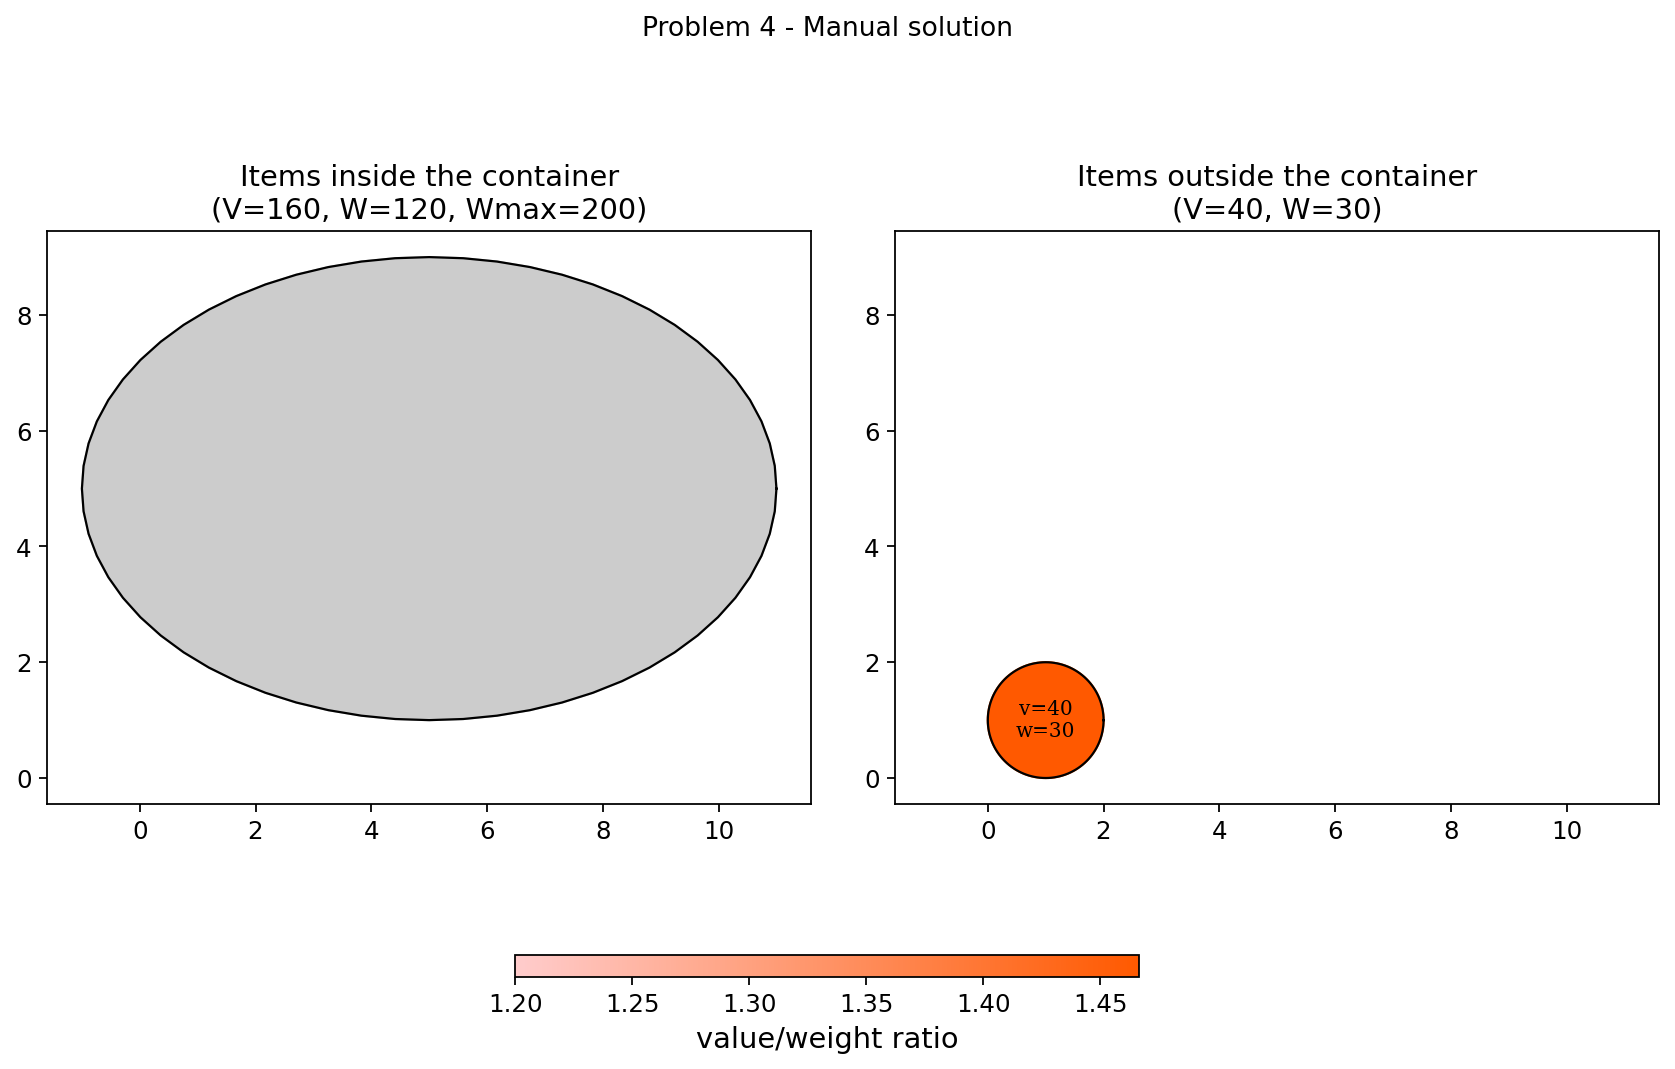 Problem 4 - Manual solution
Items inside the container
(V=160, W=120, Wmax=200)
8
6
4
2
0
0 2 4 6 8 10
Items outside the container
(V=40, W=30)
8
6
4
2
0
v=40
w=30
0 2 4 6 8 10
1.20 1.25 1.30 1.35 1.40 1.45
value/weight ratio